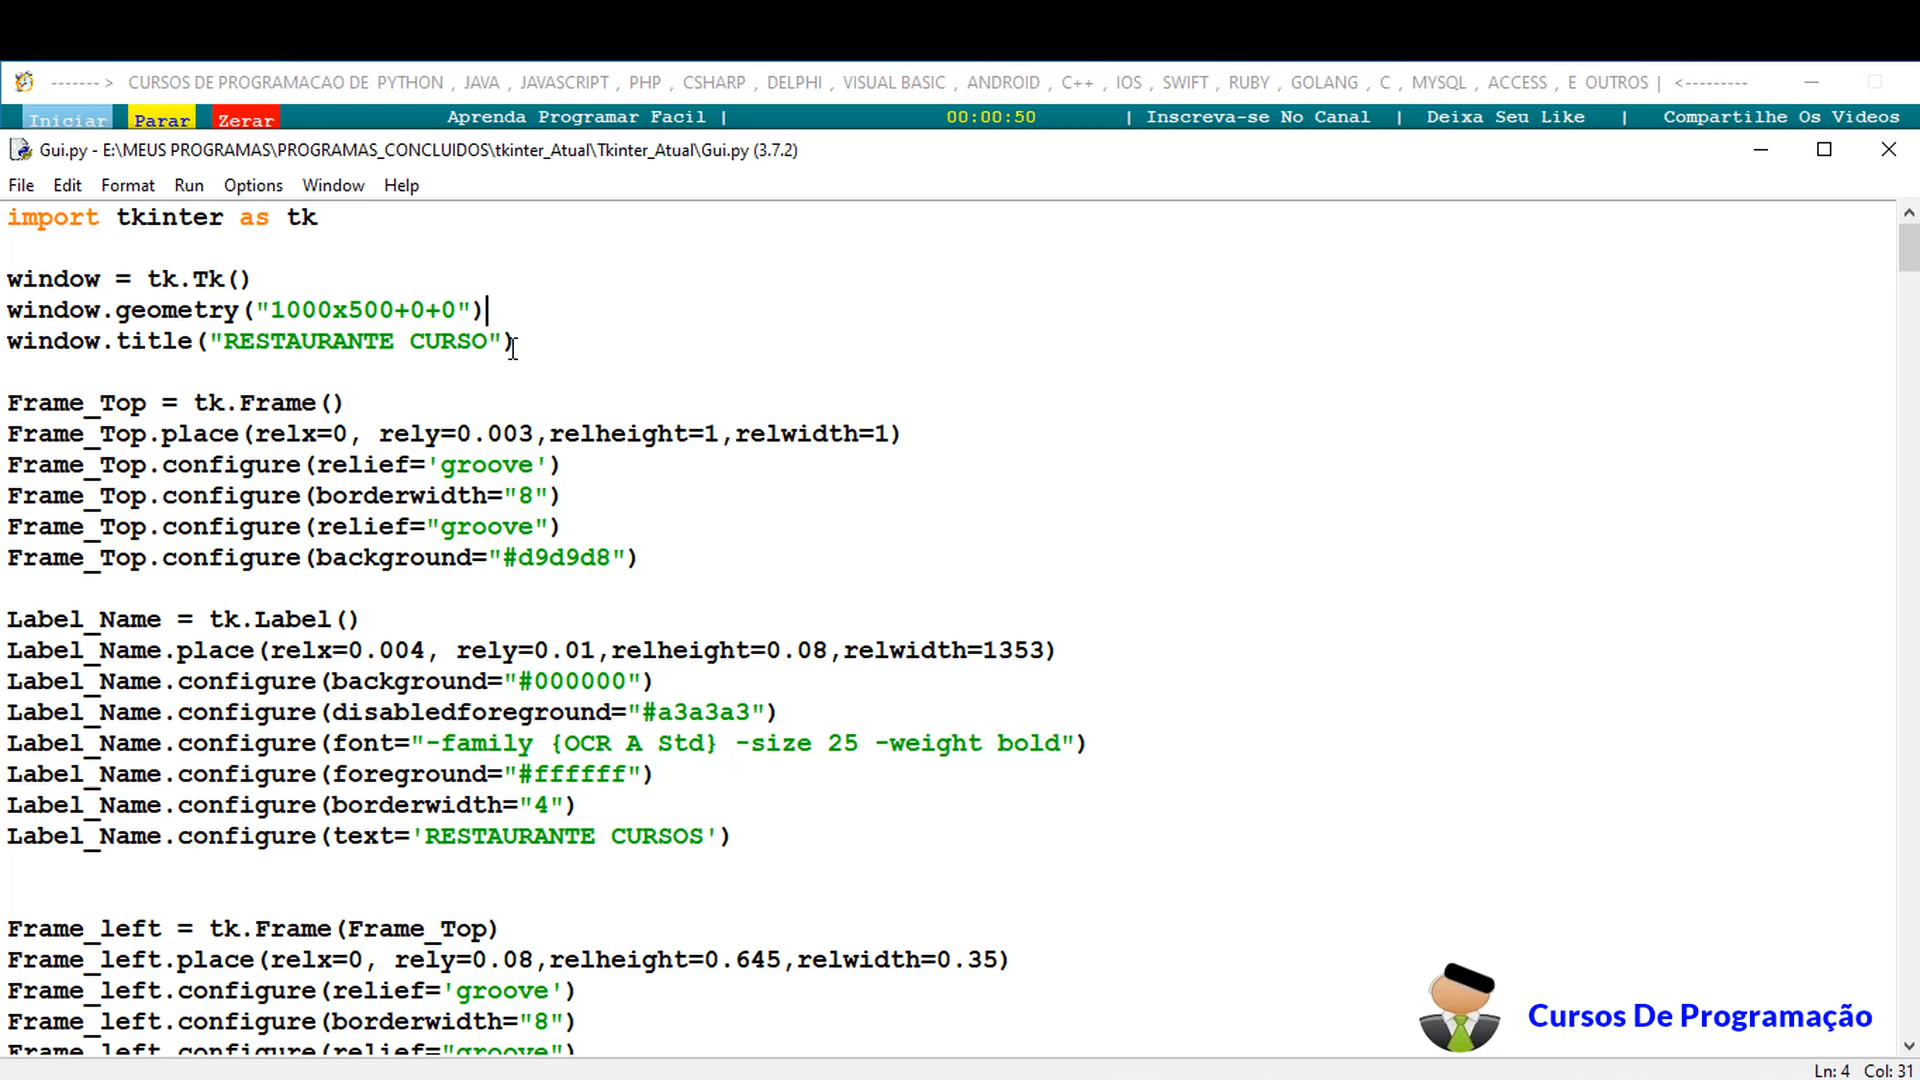 ------- > CURSOS DE PROGRAMACAO DE PYTHON , JAVA , JAVASCRIPT , PHP , CSHARP , DELPHI , VISUAL BASIC , ANDROID , C++ , IOS , SWIFT , RUBY , GOLANG , C , MYSQL , ACCESS , E OUTROS | <---------
Iniciar Parar Zerar Aprenda Programar Facil | 00:00:50 | Inscreva-se No Canal | Deixa Seu Like | Compartilhe Os Videos
Gui.py - E:\MEUS PROGRAMAS\PROGRAMAS_CONCLUIDOS\tkinter_Atual\Tkinter_Atual\Gui.py (3.7.2)
File Edit Format Run Options Window Help
import tkinter as tk
window = tk.Tk()
window.geometry("1000x500+0+0")
window.title("RESTAURANTE CURSO")
Frame_Top = tk.Frame()
Frame_Top.place(relx=0, rely=0.003,relheight=1,relwidth=1)
Frame_Top.configure(relief='groove')
Frame_Top.configure(borderwidth="8")
Frame_Top.configure(relief="groove")
Frame_Top.configure(background="#d9d9d8")
Label_Name = tk.Label()
Label_Name.place(relx=0.004, rely=0.01,relheight=0.08,relwidth=1353)
Label_Name.configure(background="#000000")
Label_Name.configure(disabledforeground="#a3a3a3")
Label_Name.configure(font="-family {OCR A Std} -size 25 -weight bold")
Label_Name.configure(foreground="#ffffff")
Label_Name.configure(borderwidth="4")
Label_Name.configure(text='RESTAURANTE CURSOS')
Frame_left = tk.Frame(Frame_Top)
Frame_left.place(relx=0, rely=0.08,relheight=0.645,relwidth=0.35)
Frame_left.configure(relief='groove')
Frame_left.configure(borderwidth="8")
Frame_left.configure(relief="groove")
Cursos De Programação
Ln: 4 Col: 31